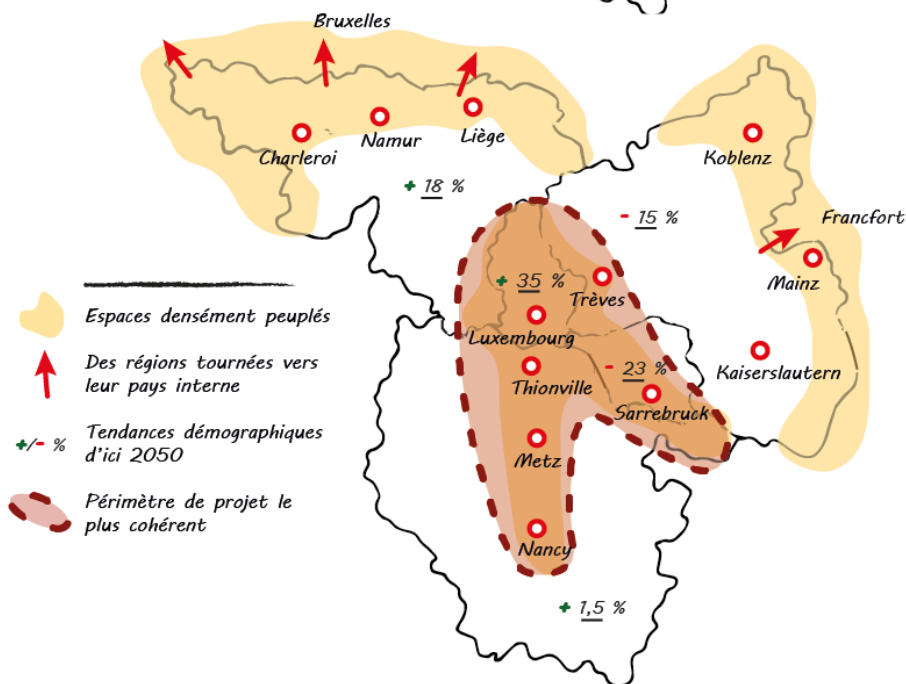 Bruxelles
Charleroi
Namur
Liège
Koblenz
+ 18 %
- 15 %
Francfort
Mainz
+ 35 %
Trèves
Luxembourg
Thionville
- 23 %
Sarrebruck
Kaiserslautern
Metz
Nancy
+ 1,5 %
Espaces densément peuplés
Des régions tournées vers
leur pays interne
+/- %
Tendances démographiques
d'ici 2050
Périmètre de projet le
plus cohérent